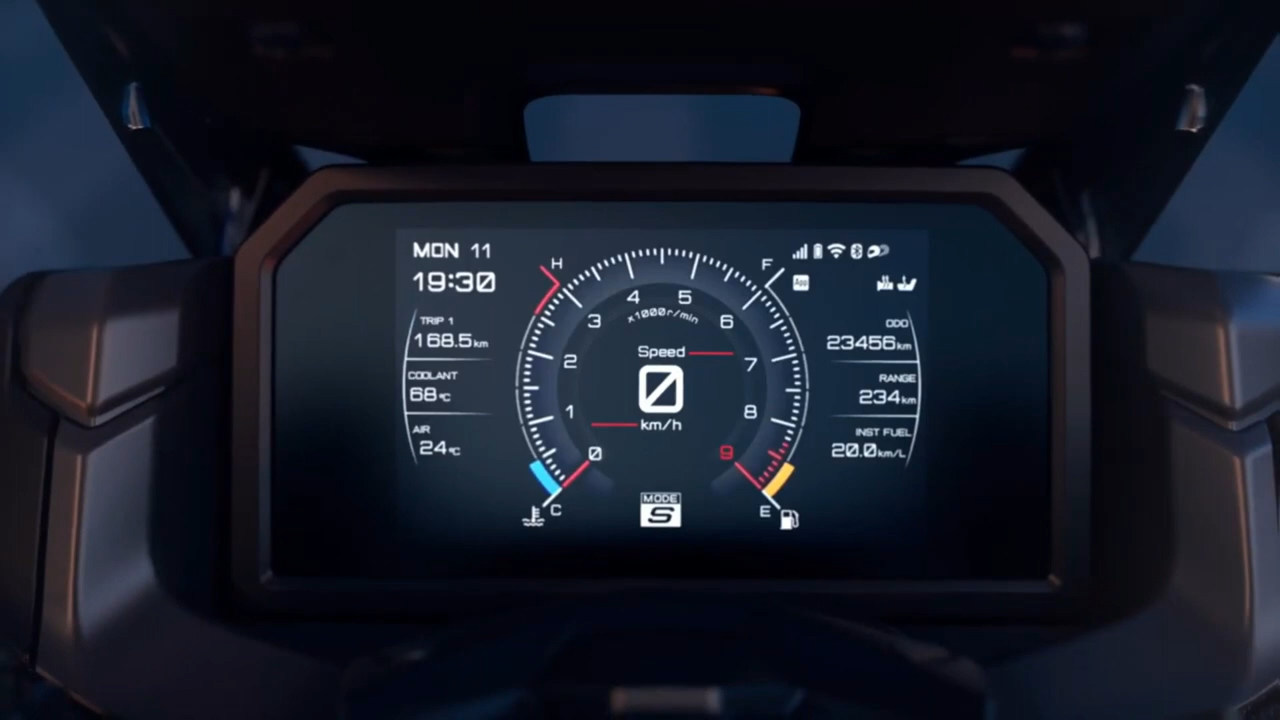 MON 11
19:30
TRIP 1
168.5km
COOLANT
68°C
AIR
24°C
H
C
0
1
2
3
4
5
6
7
8
9
x1000r/min
Speed
0
km/h
MODE
S
F
E
App
ODO
23456km
RANGE
234km
INST FUEL
20.0km/L